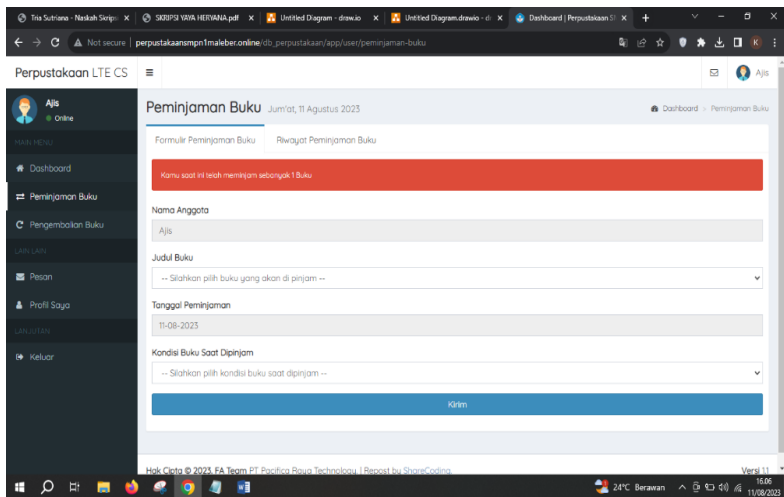 Tria Sutriana - Naskah Skrips
SKRIPSI YAYA HERYANA.pdf
Untitled Diagram - draw.io
Untitled Diagram.drawio - di
Dashboard | Perpustakaan S
Not secure | perpustakaansmpn1maleber.online/db_perpustakaan/app/user/peminjaman-buku
K
Perpustakaan LTE CS
Ajis
Ajis
Online
MAIN MENU
Dashboard
Peminjaman Buku
Pengembalian Buku
LAIN LAIN
Pesan
Profil Saya
LANJUTAN
Keluar
Peminjaman Buku Jum'at, 11 Agustus 2023
Dashboard > Peminjaman Buku
Formulir Peminjaman Buku Riwayat Peminjaman Buku
Kamu saat ini telah meminjam sebanyak 1 Buku
Nama Anggota
Ajis
Judul Buku
-- Silahkan pilih buku yang akan di pinjam --
Tanggal Peminjaman
11-08-2023
Kondisi Buku Saat Dipinjam
-- Silahkan pilih kondisi buku saat dipinjam --
Kirim
Hak Cipta © 2023. FA Team PT Pacifica Raya Technology. | Repost by ShareCoding.
Versi 1.1
24°C Berawan
16.06
11/08/2023